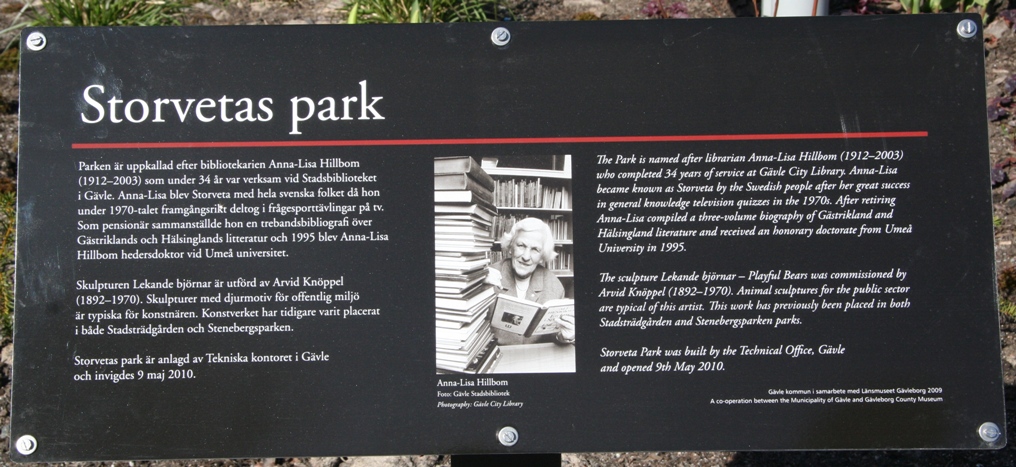 Storvetas park
Parken är uppkallad efter bibliotekarien Anna-Lisa Hillbom
(1912–2003) som under 34 år var verksam vid Stadsbiblioteket
i Gävle. Anna-Lisa blev Storveta med hela svenska folket då hon
under 1970-talet framgångsrikt deltog i frågesporttävlingar på tv.
Som pensionär sammanställde hon en trebandsbibliografi över
Gästriklands och Hälsinglands litteratur och 1995 blev Anna-Lisa
Hillbom hedersdoktor vid Umeå universitet.
Skulpturen Lekande björnar är utförd av Arvid Knöppel
(1892–1970). Skulpturer med djurmotiv för offentlig miljö
är typiska för konstnären. Konstverket har tidigare varit placerat
i både Stadsträdgården och Stenebergsparken.
Storvetas park är anlagd av Tekniska kontoret i Gävle
och invigdes 9 maj 2010.
Anna-Lisa Hillbom
Foto: Gävle Stadsbibliotek
Photography: Gävle City Library
The Park is named after librarian Anna-Lisa Hillbom (1912–2003)
who completed 34 years of service at Gävle City Library. Anna-Lisa
became known as Storveta by the Swedish people after her great success
in general knowledge television quizzes in the 1970s. After retiring
Anna-Lisa compiled a three-volume biography of Gästrikland and
Hälsingland literature and received an honorary doctorate from Umeå
University in 1995.
The sculpture Lekande björnar – Playful Bears was commissioned by
Arvid Knöppel (1892–1970). Animal sculptures for the public sector
are typical of this artist. This work has previously been placed in both
Stadsträdgården and Stenebergsparken parks.
Storveta Park was built by the Technical Office, Gävle
and opened 9th May 2010.
Gävle kommun i samarbete med Länsmuseet Gävleborg 2009
A co-operation between the Municipality of Gävle and Gävleborg County Museum